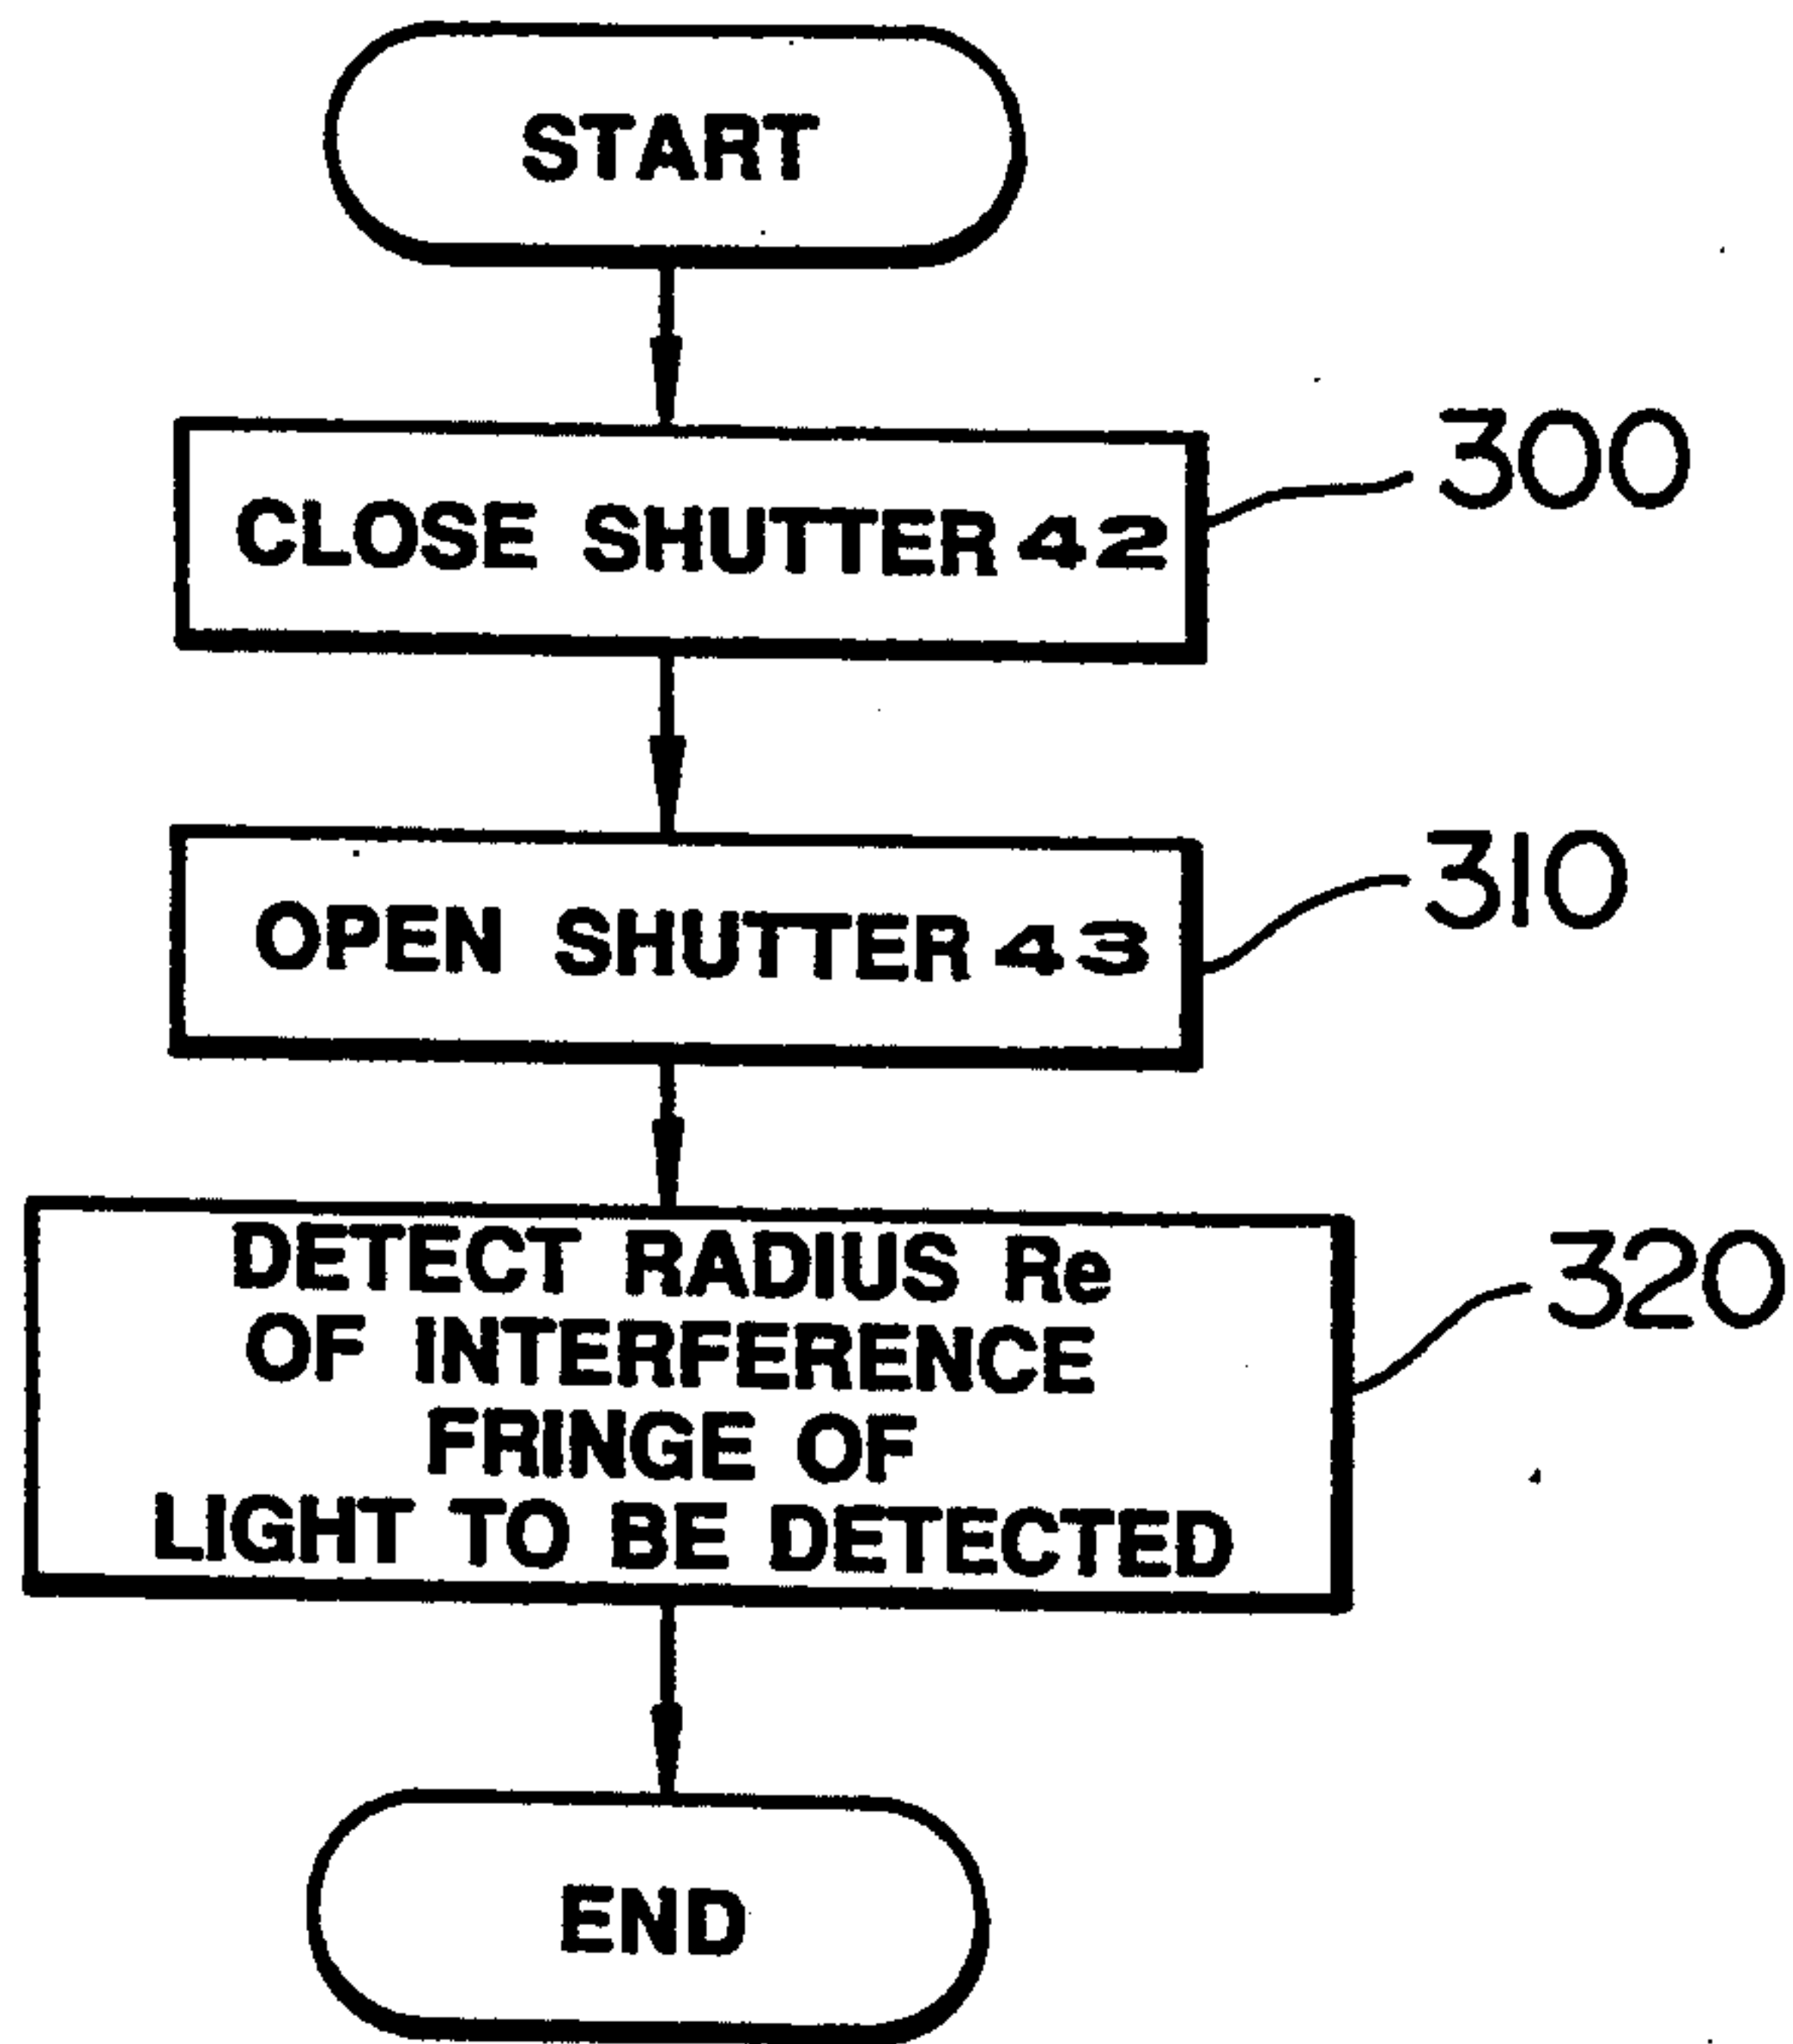 START
CLOSE SHUTTER 42
300
OPEN SHUTTER 43
310
DETECT RADIUS Re
OF INTERFERENCE
FRINGE OF
LIGHT TO BE DETECTED
320
END